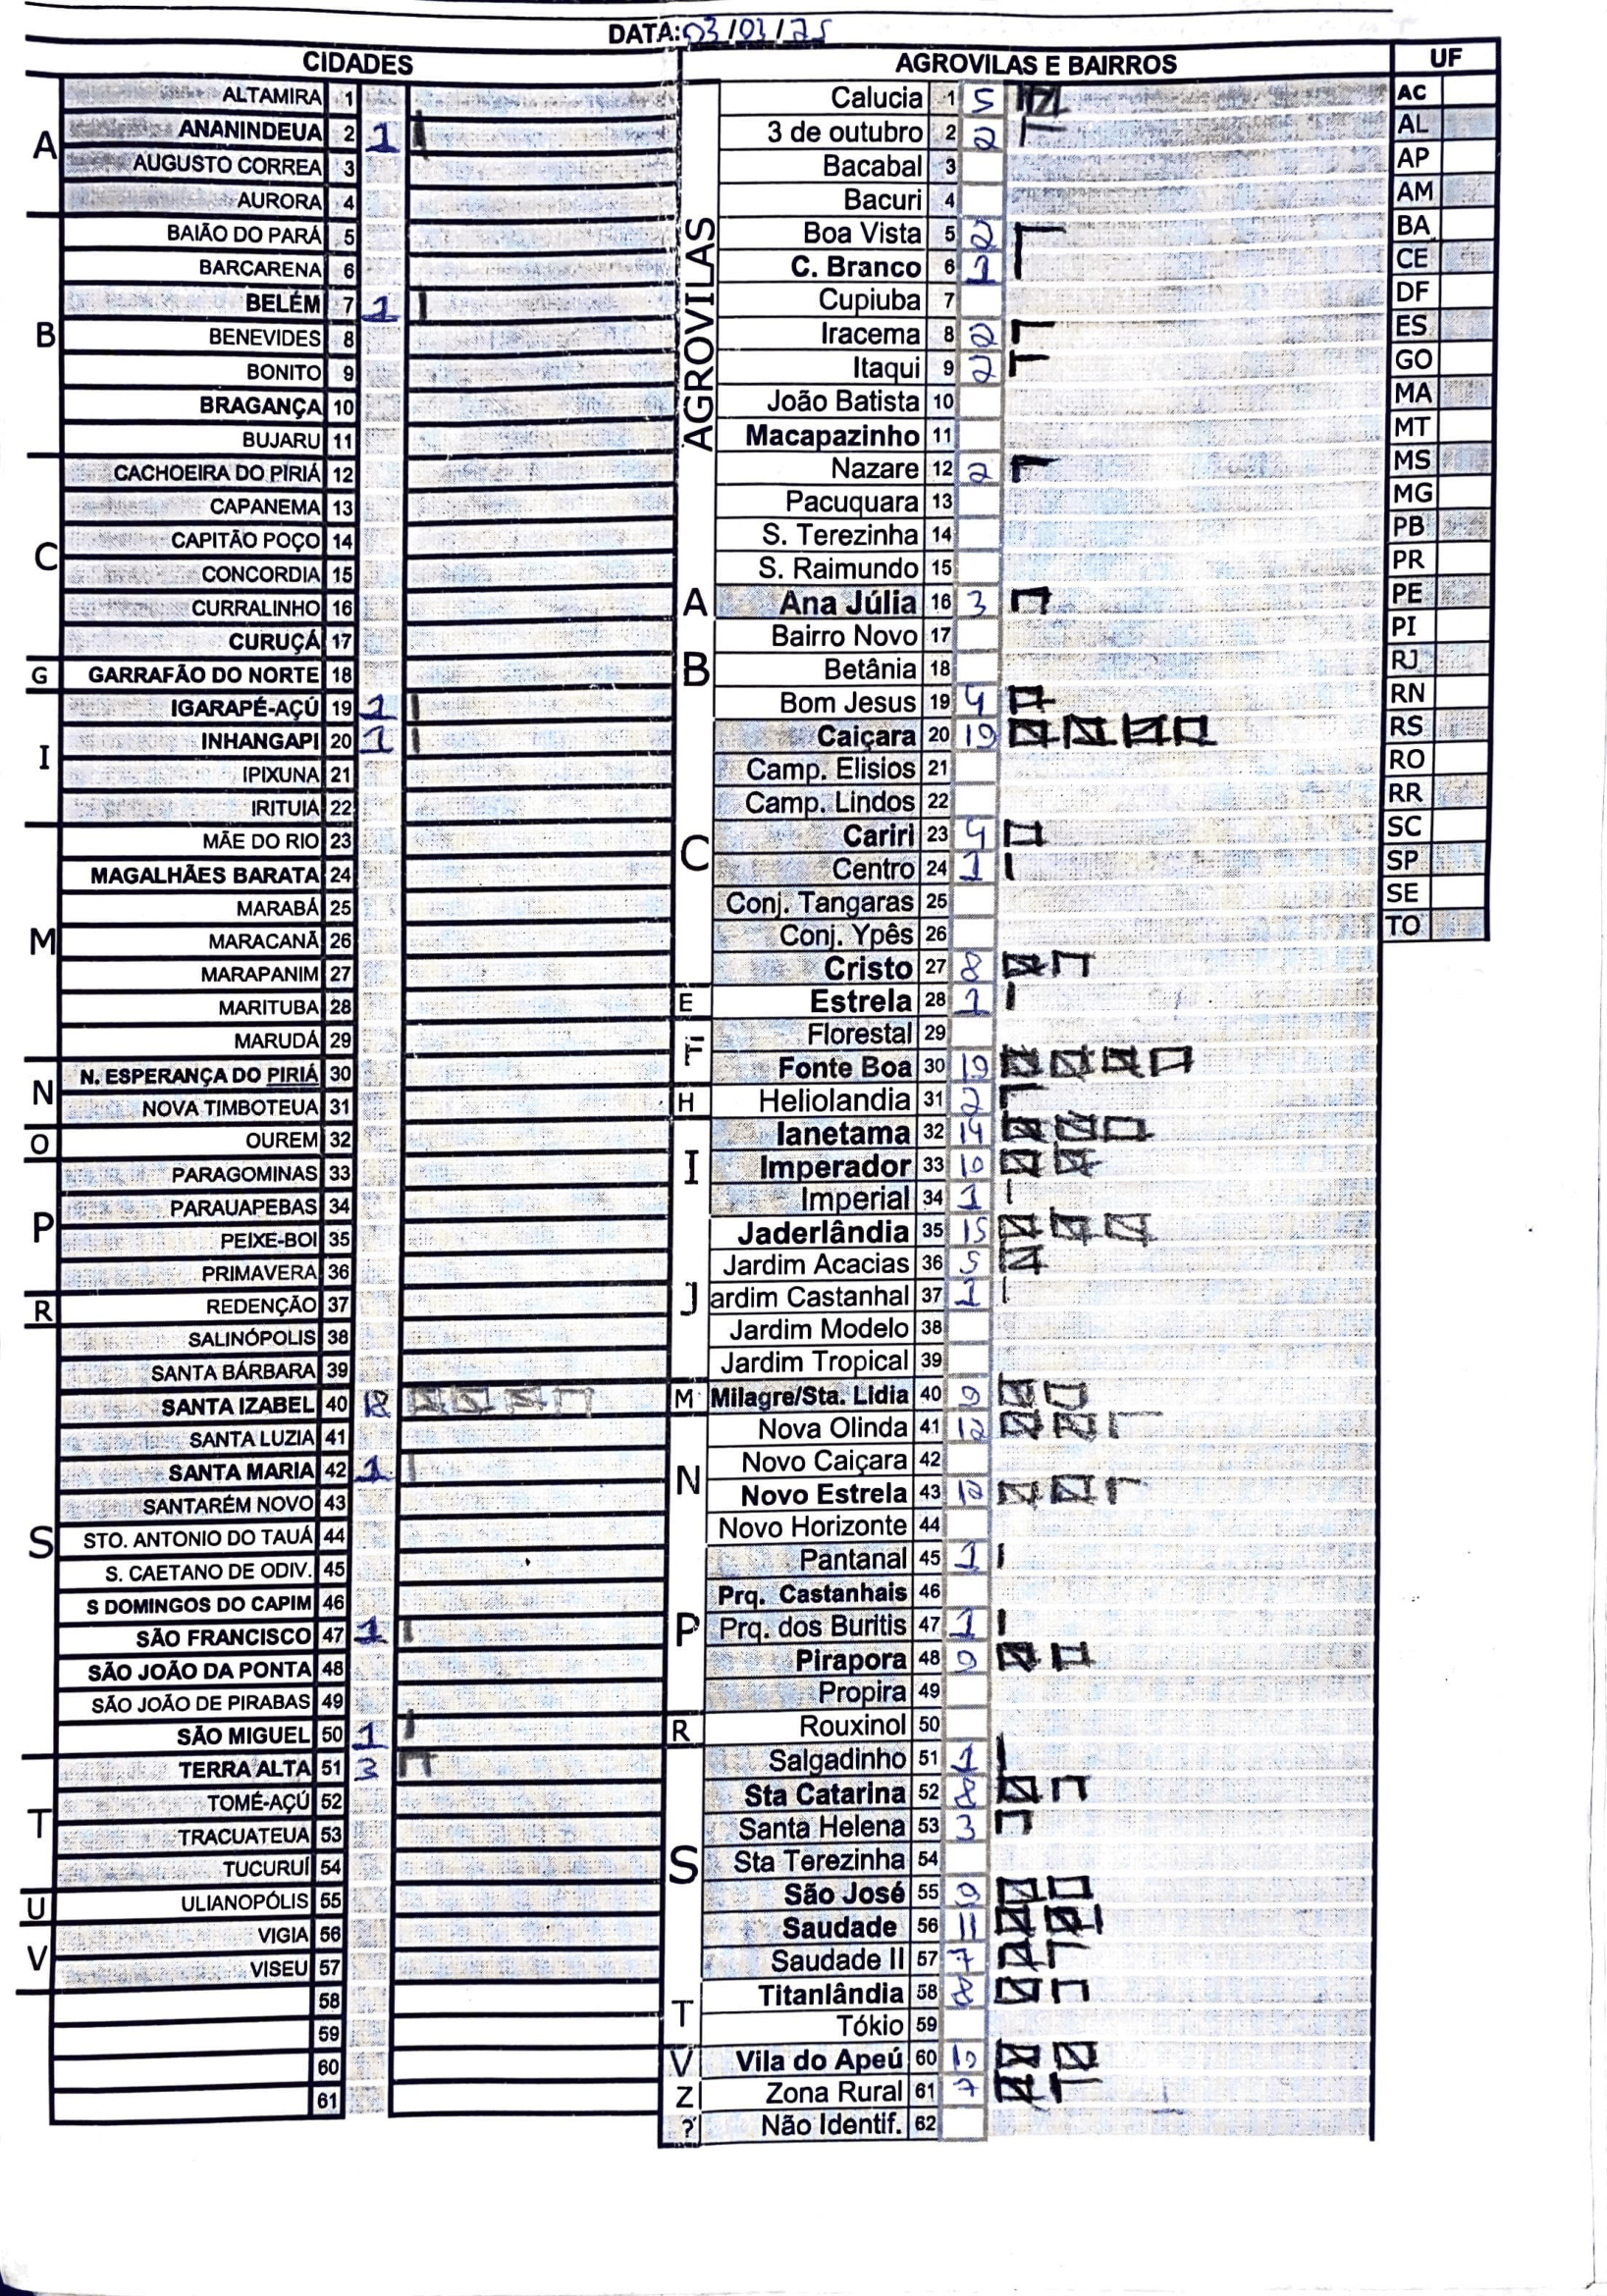 DATA: 03/01/25
CIDADES
A
ALTAMIRA 1
ANANINDEUA 2 1
AUGUSTO CORREA 3
AURORA 4
B
BAIÃO DO PARÁ 5
BARCARENA 6
BELÉM 7 1
BENEVIDES 8
BONITO 9
BRAGANÇA 10
BUJARU 11
C
CACHOEIRA DO PIRIÁ 12
CAPANEMA 13
CAPITÃO POÇO 14
CONCORDIA 15
CURRALINHO 16
CURUÇÁ 17
G
GARRAFÃO DO NORTE 18
I
IGARAPÉ-AÇÚ 19 1
INHANGAPI 20 1
IPIXUNA 21
IRITUIA 22
M
MÃE DO RIO 23
MAGALHÃES BARATA 24
MARABÁ 25
MARACANÃ 26
MARAPANIM 27
MARITUBA 28
MARUDÁ 29
N
N. ESPERANÇA DO PIRIÁ 30
NOVA TIMBOTEUA 31
O
OUREM 32
P
PARAGOMINAS 33
PARAUAPEBAS 34
PEIXE-BOI 35
PRIMAVERA 36
R
REDENÇÃO 37
S
SALINÓPOLIS 38
SANTA BÁRBARA 39
SANTA IZABEL 40 18
SANTA LUZIA 41
SANTA MARIA 42 1
SANTARÉM NOVO 43
STO. ANTONIO DO TAUÁ 44
S. CAETANO DE ODIV. 45
S DOMINGOS DO CAPIM 46
SÃO FRANCISCO 47 1
SÃO JOÃO DA PONTA 48
SÃO JOÃO DE PIRABAS 49
SÃO MIGUEL 50 1
T
TERRA ALTA 51 3
TOMÉ-AÇÚ 52
TRACUATEUA 53
TUCURUÍ 54
U
ULIANOPÓLIS 55
V
VIGIA 56
VISEU 57
58
59
60
61
AGROVILAS E BAIRROS
AGROVILAS
Calucia 1 5
3 de outubro 2 2
Bacabal 3
Bacuri 4
Boa Vista 5 2
C. Branco 6 1
Cupiuba 7
Iracema 8 2
Itaqui 9 2
João Batista 10
Macapazinho 11
Nazare 12 2
Pacuquara 13
S. Terezinha 14
S. Raimundo 15
A
Ana Júlia 16 3
B
Bairro Novo 17
Betânia 18
Bom Jesus 19 4
C
Caiçara 20 19
Camp. Elisios 21
Camp. Lindos 22
Cariri 23 4
Centro 24 1
Conj. Tangaras 25
Conj. Ypês 26
Cristo 27 8
E
Estrela 28 1
F
Florestal 29
Fonte Boa 30 19
H
Heliolandia 31 2
I
Ianetama 32 14
Imperador 33 10
Imperial 34 1
J
Jaderlândia 35 15
Jardim Acacias 36 5
ardim Castanhal 37 1
Jardim Modelo 38
Jardim Tropical 39
M
Milagre/Sta. Lidia 40 9
N
Nova Olinda 41 12
Novo Caiçara 42
Novo Estrela 43 12
Novo Horizonte 44
P
Pantanal 45 1
Prq. Castanhais 46
Prq. dos Buritis 47 1
Pirapora 48 9
Propira 49
R
Rouxinol 50
S
Salgadinho 51 1
Sta Catarina 52 8
Santa Helena 53 3
Sta Terezinha 54
São José 55 9
Saudade 56 11
Saudade II 57 7
T
Titanlândia 58 8
Tókio 59
V
Vila do Apeú 60 10
Z
Zona Rural 61 7
?
Não Identif. 62
UF
AC
AL
AP
AM
BA
CE
DF
ES
GO
MA
MT
MS
MG
PB
PR
PE
PI
RJ
RN
RS
RO
RR
SC
SP
SE
TO